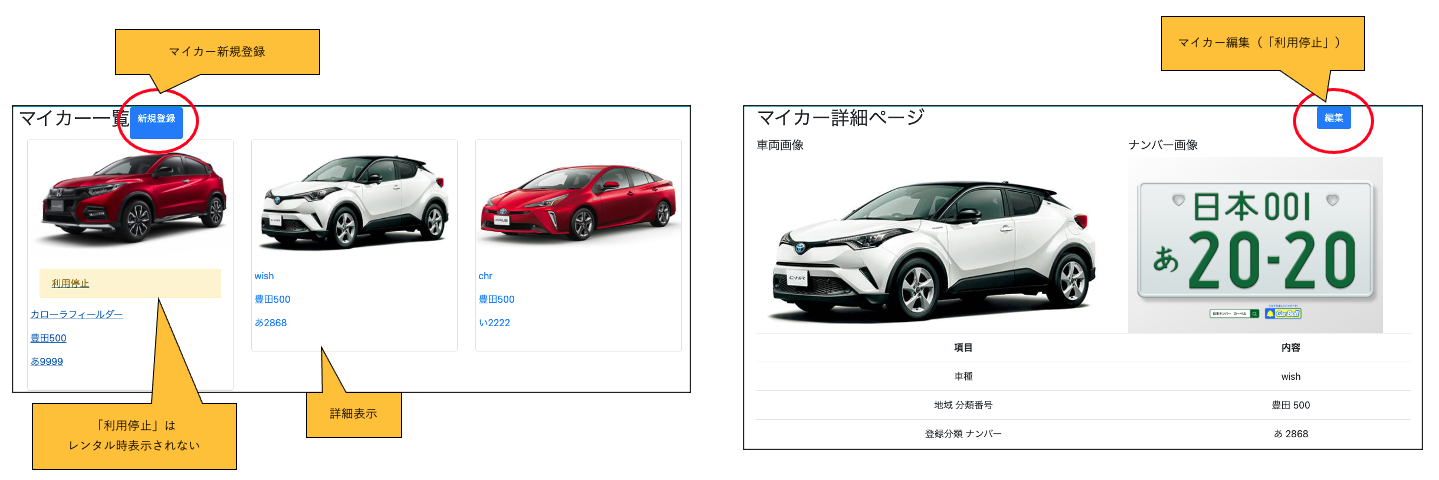 マイカー新規登録
マイカー一覧
新規登録
利用停止
カローラフィールダー
豊田500
あ9999
wish
豊田500
あ2868
chr
豊田500
い2222
「利用停止」は
レンタル時表示されない
詳細表示
マイカー編集（「利用停止」）
マイカー詳細ページ
編集
車両画像
ナンバー画像
C-HR
日本001
あ20-20
項目
内容
車種
wish
地域 分類番号
豊田 500
登録分類 ナンバー
あ 2868